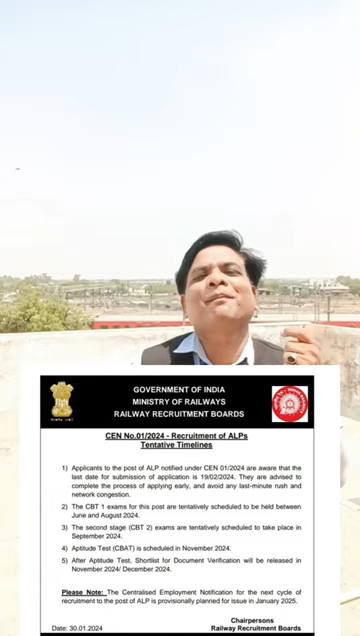 GOVERNMENT OF INDIA
MINISTRY OF RAILWAYS
RAILWAY RECRUITMENT BOARDS
CEN No.01/2024 - Recruitment of ALPs
Tentative Timelines
1) Applicants to the post of ALP notified under CEN 01/2024 are aware that the
last date for submission of application is 19/02/2024. They are advised to
complete the process of applying early, and avoid any last-minute rush and
network congestion.
2) The CBT 1 exams for this post are tentatively scheduled to be held between
June and August 2024.
3) The second stage (CBT 2) exams are tentatively scheduled to take place in
September 2024.
4) Aptitude Test (CBAT) is scheduled in November 2024.
5) After Aptitude Test, Shortlist for Document Verification will be released in
November 2024/ December 2024.
Please Note: The Centralised Employment Notification for the next cycle of
recruitment to the post of ALP is provisionally planned for issue in January 2025.
Chairpersons
Date: 30.01.2024 Railway Recruitment Boards